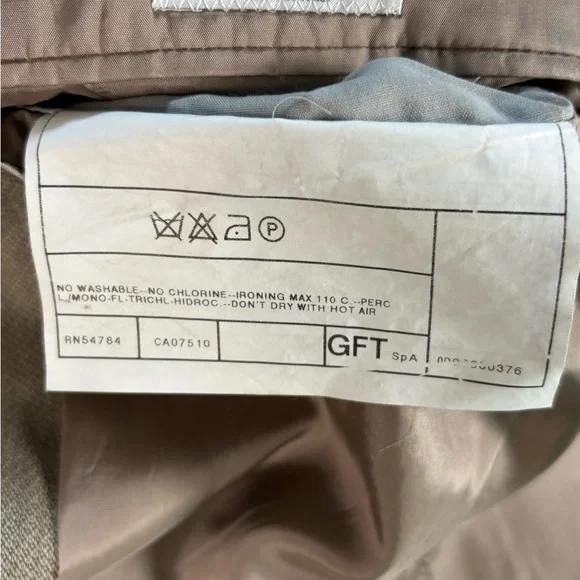 P
NO WASHABLE--NO CHLORINE--IRONING MAX 110 C.--PERC
L./MONO-FL-TRICHL-HIDROC.--DON'T DRY WITH HOT AIR
RN54784 CA07510 GFT SpA